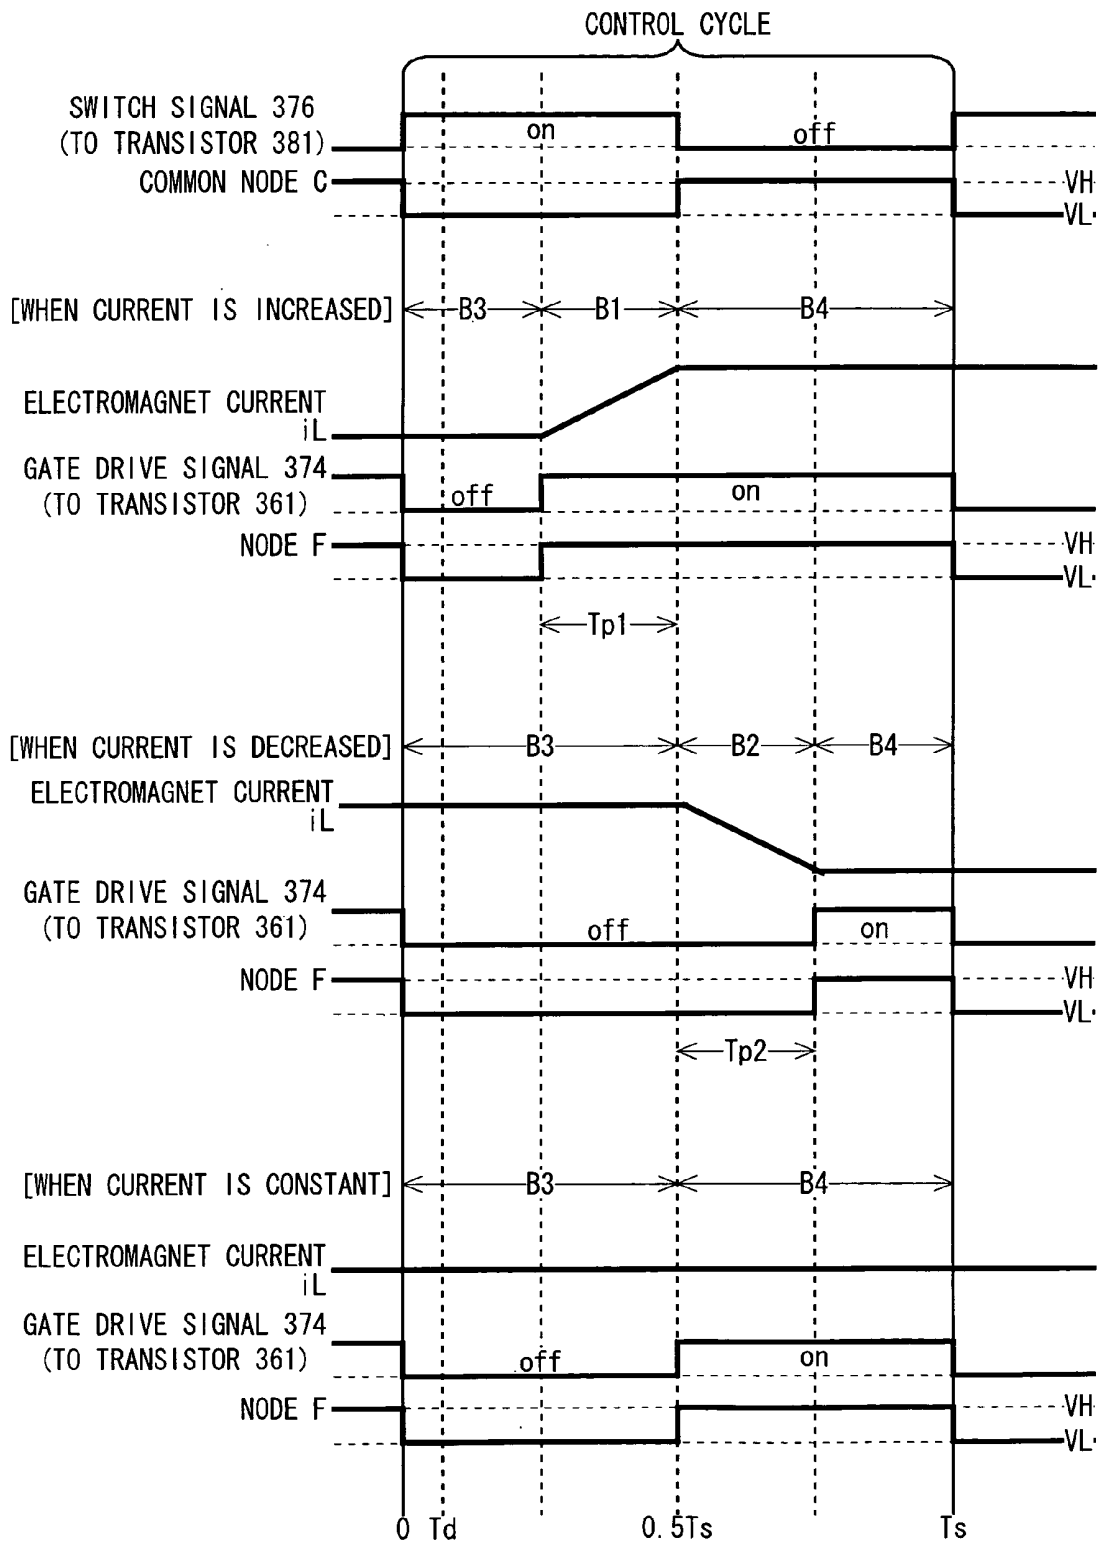 CONTROL CYCLE
SWITCH SIGNAL 376
(TO TRANSISTOR 381)
on
off
COMMON NODE C
VH
VL
[WHEN CURRENT IS INCREASED]
B3
B1
B4
ELECTROMAGNET CURRENT
iL
GATE DRIVE SIGNAL 374
(TO TRANSISTOR 361)
off
on
NODE F
VH
VL
Tp1
[WHEN CURRENT IS DECREASED]
B3
B2
B4
ELECTROMAGNET CURRENT
iL
GATE DRIVE SIGNAL 374
(TO TRANSISTOR 361)
off
on
NODE F
VH
VL
Tp2
[WHEN CURRENT IS CONSTANT]
B3
B4
ELECTROMAGNET CURRENT
iL
GATE DRIVE SIGNAL 374
(TO TRANSISTOR 361)
off
on
NODE F
VH
VL
0 Td 0.5Ts Ts